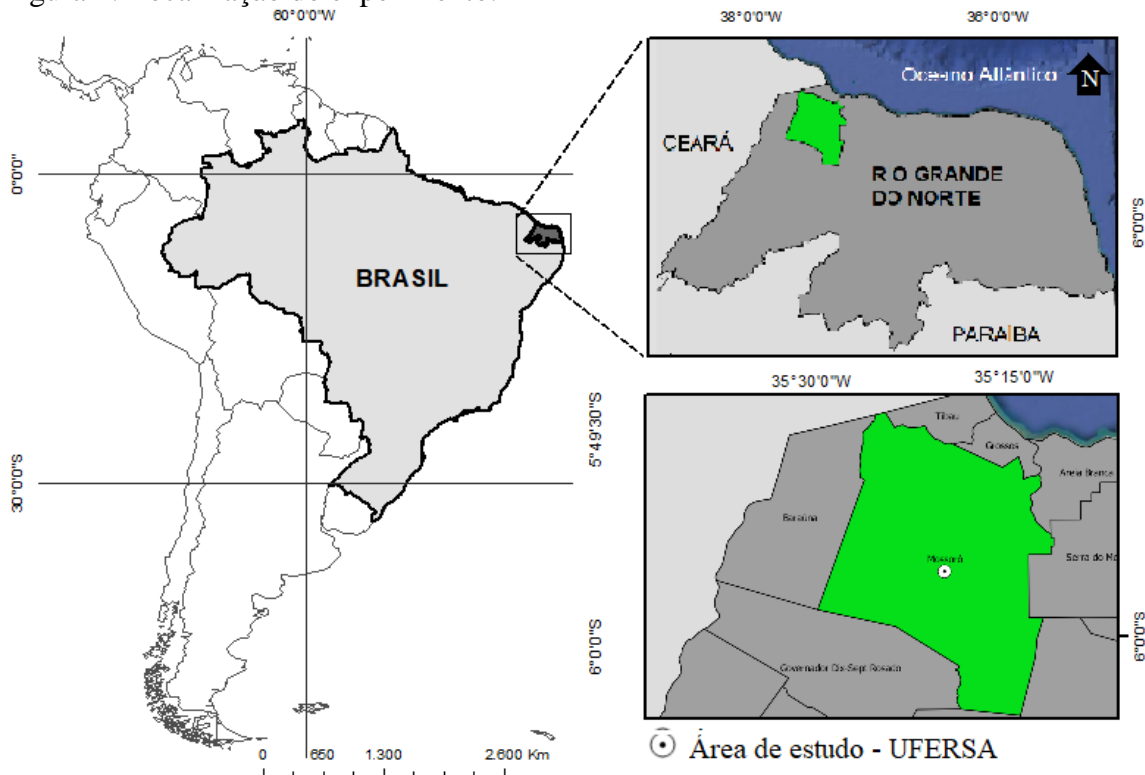 60°0'0"W
0°0'0"
30°0'0"S
BRASIL
0 650 1.300 2.600 Km
38°0'0"W 36°0'0"W
Oceano Atlântico
N
CEARÁ
RIO GRANDE
DO NORTE
PARAÍBA
6°0'0"S
35°30'0"W 35°15'0"W
5°49'30"S
6°0'0"S
Tibau
Grossos
Areia Branca
Baraúna
Mossoró
Serra do Me
Governador Dix-Sept Rosado
6°0'0"S
Área de estudo - UFERSA